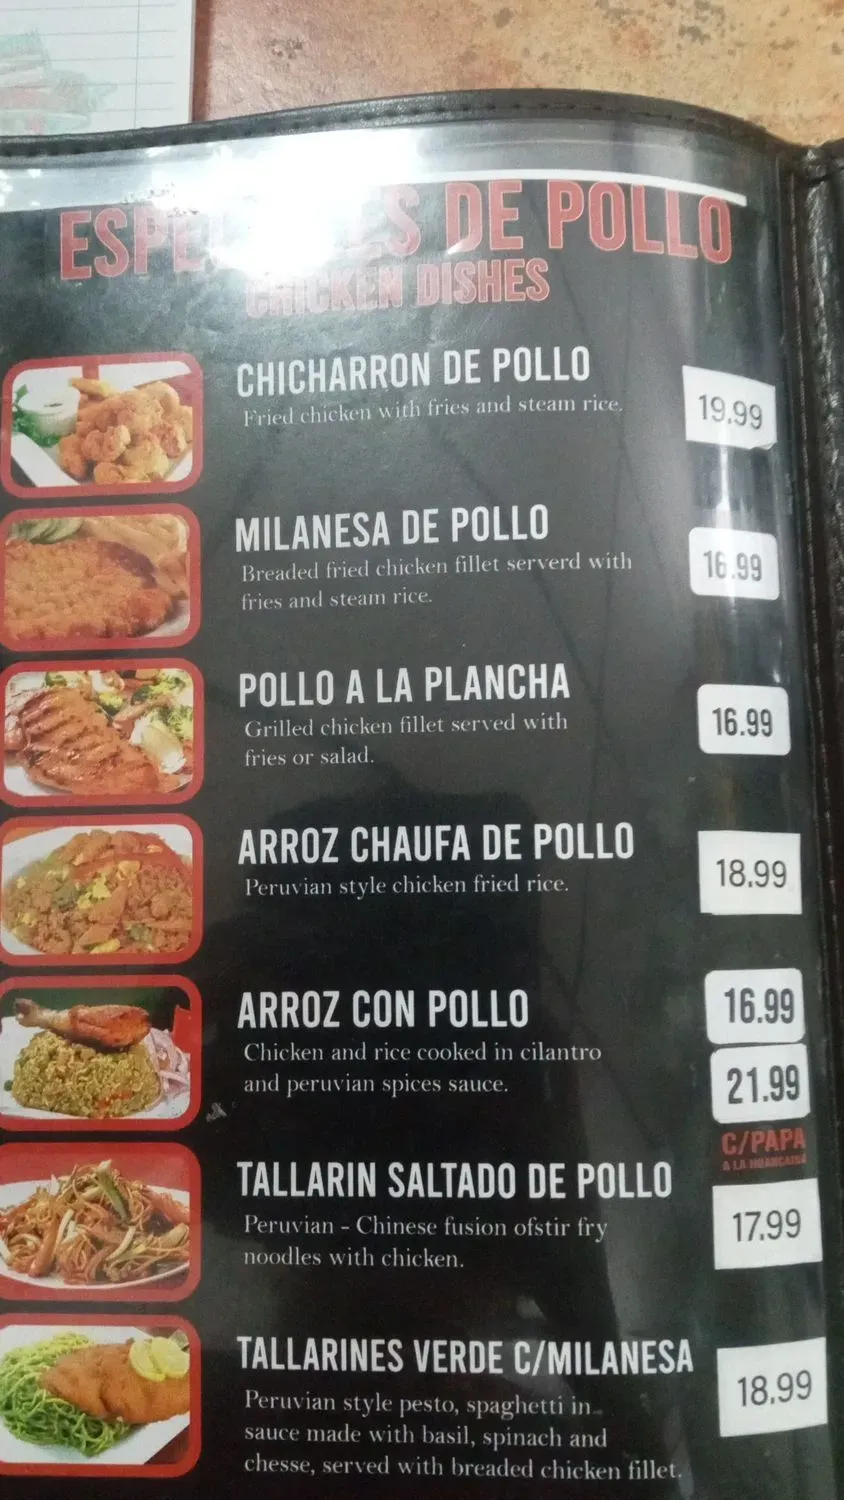 DE POLLO
CHICKEN DISHES
CHICHARRON DE POLLO
Fried chicken with fries and steam rice.
19.99
MILANESA DE POLLO
Breaded fried chicken fillet serverd with
fries and steam rice.
16.99
POLLO A LA PLANCHA
Grilled chicken fillet served with
fries or salad.
16.99
ARROZ CHAUFA DE POLLO
Peruvian style chicken fried rice.
18.99
ARROZ CON POLLO
Chicken and rice cooked in cilantro
and peruvian spices sauce.
16.99
21.99
C/PAPA
A LA HUANCAINA
TALLARIN SALTADO DE POLLO
Peruvian - Chinese fusion ofstir fry
noodles with chicken.
17.99
TALLARINES VERDE C/MILANESA
Peruvian style pesto, spaghetti in
sauce made with basil, spinach and
chesse, served with breaded chicken fillet.
18.99